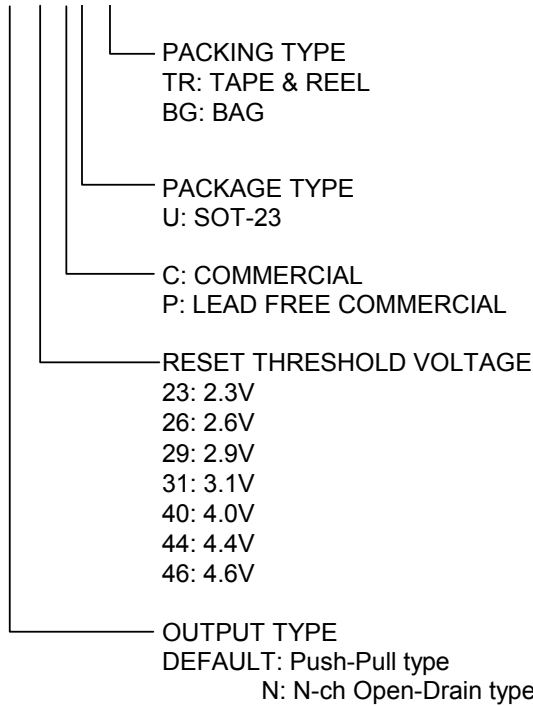 PACKING TYPE
TR: TAPE & REEL
BG: BAG
PACKAGE TYPE
U: SOT-23
C: COMMERCIAL
P: LEAD FREE COMMERCIAL
RESET THRESHOLD VOLTAGE
23: 2.3V
26: 2.6V
29: 2.9V
31: 3.1V
40: 4.0V
44: 4.4V
46: 4.6V
OUTPUT TYPE
DEFAULT: Push-Pull type
N: N-ch Open-Drain type